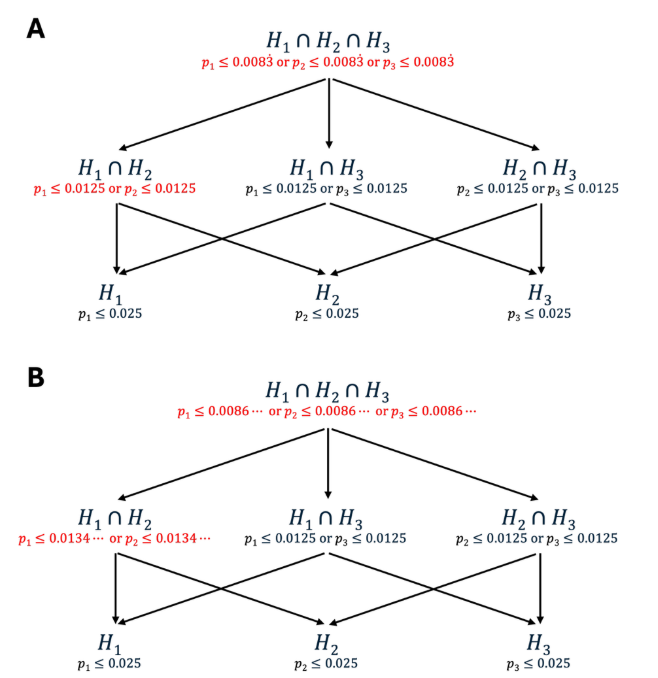 A
H₁ ∩ H₂ ∩ H₃
p₁ ≤ 0.0083̇ or p₂ ≤ 0.0083̇ or p₃ ≤ 0.0083̇
H₁ ∩ H₂ H₁ ∩ H₃ H₂ ∩ H₃
p₁ ≤ 0.0125 or p₂ ≤ 0.0125 p₁ ≤ 0.0125 or p₃ ≤ 0.0125 p₂ ≤ 0.0125 or p₃ ≤ 0.0125
H₁ H₂ H₃
p₁ ≤ 0.025 p₂ ≤ 0.025 p₃ ≤ 0.025
B
H₁ ∩ H₂ ∩ H₃
p₁ ≤ 0.0086 ⋯ or p₂ ≤ 0.0086 ⋯ or p₃ ≤ 0.0086 ⋯
H₁ ∩ H₂ H₁ ∩ H₃ H₂ ∩ H₃
p₁ ≤ 0.0134 ⋯ or p₂ ≤ 0.0134 ⋯ p₁ ≤ 0.0125 or p₃ ≤ 0.0125 p₂ ≤ 0.0125 or p₃ ≤ 0.0125
H₁ H₂ H₃
p₁ ≤ 0.025 p₂ ≤ 0.025 p₃ ≤ 0.025